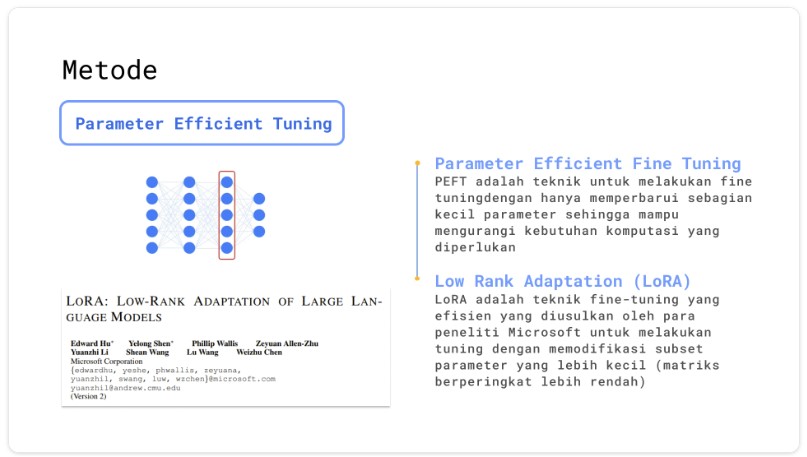 Metode
Parameter Efficient Tuning
Parameter Efficient Fine Tuning
PEFT adalah teknik untuk melakukan fine
tuningdengan hanya memperbarui sebagian
kecil parameter sehingga mampu
mengurangi kebutuhan komputasi yang
diperlukan
Low Rank Adaptation (LoRA)
LoRA adalah teknik fine-tuning yang
efisien yang diusulkan oleh para
peneliti Microsoft untuk melakukan
tuning dengan memodifikasi subset
parameter yang lebih kecil (matriks
berperingkat lebih rendah)
LORA: LOW-RANK ADAPTATION OF LARGE LAN-
GUAGE MODELS
Edward Hu* Yelong Shen* Phillip Wallis Zeyuan Allen-Zhu
Yuanzhi Li Shean Wang Lu Wang Weizhu Chen
Microsoft Corporation
{edwardhu, yeshe, phwallis, zeyuana,
yuanzhil, swang, luw, wzchen}@microsoft.com
yuanzhil@andrew.cmu.edu
(Version 2)